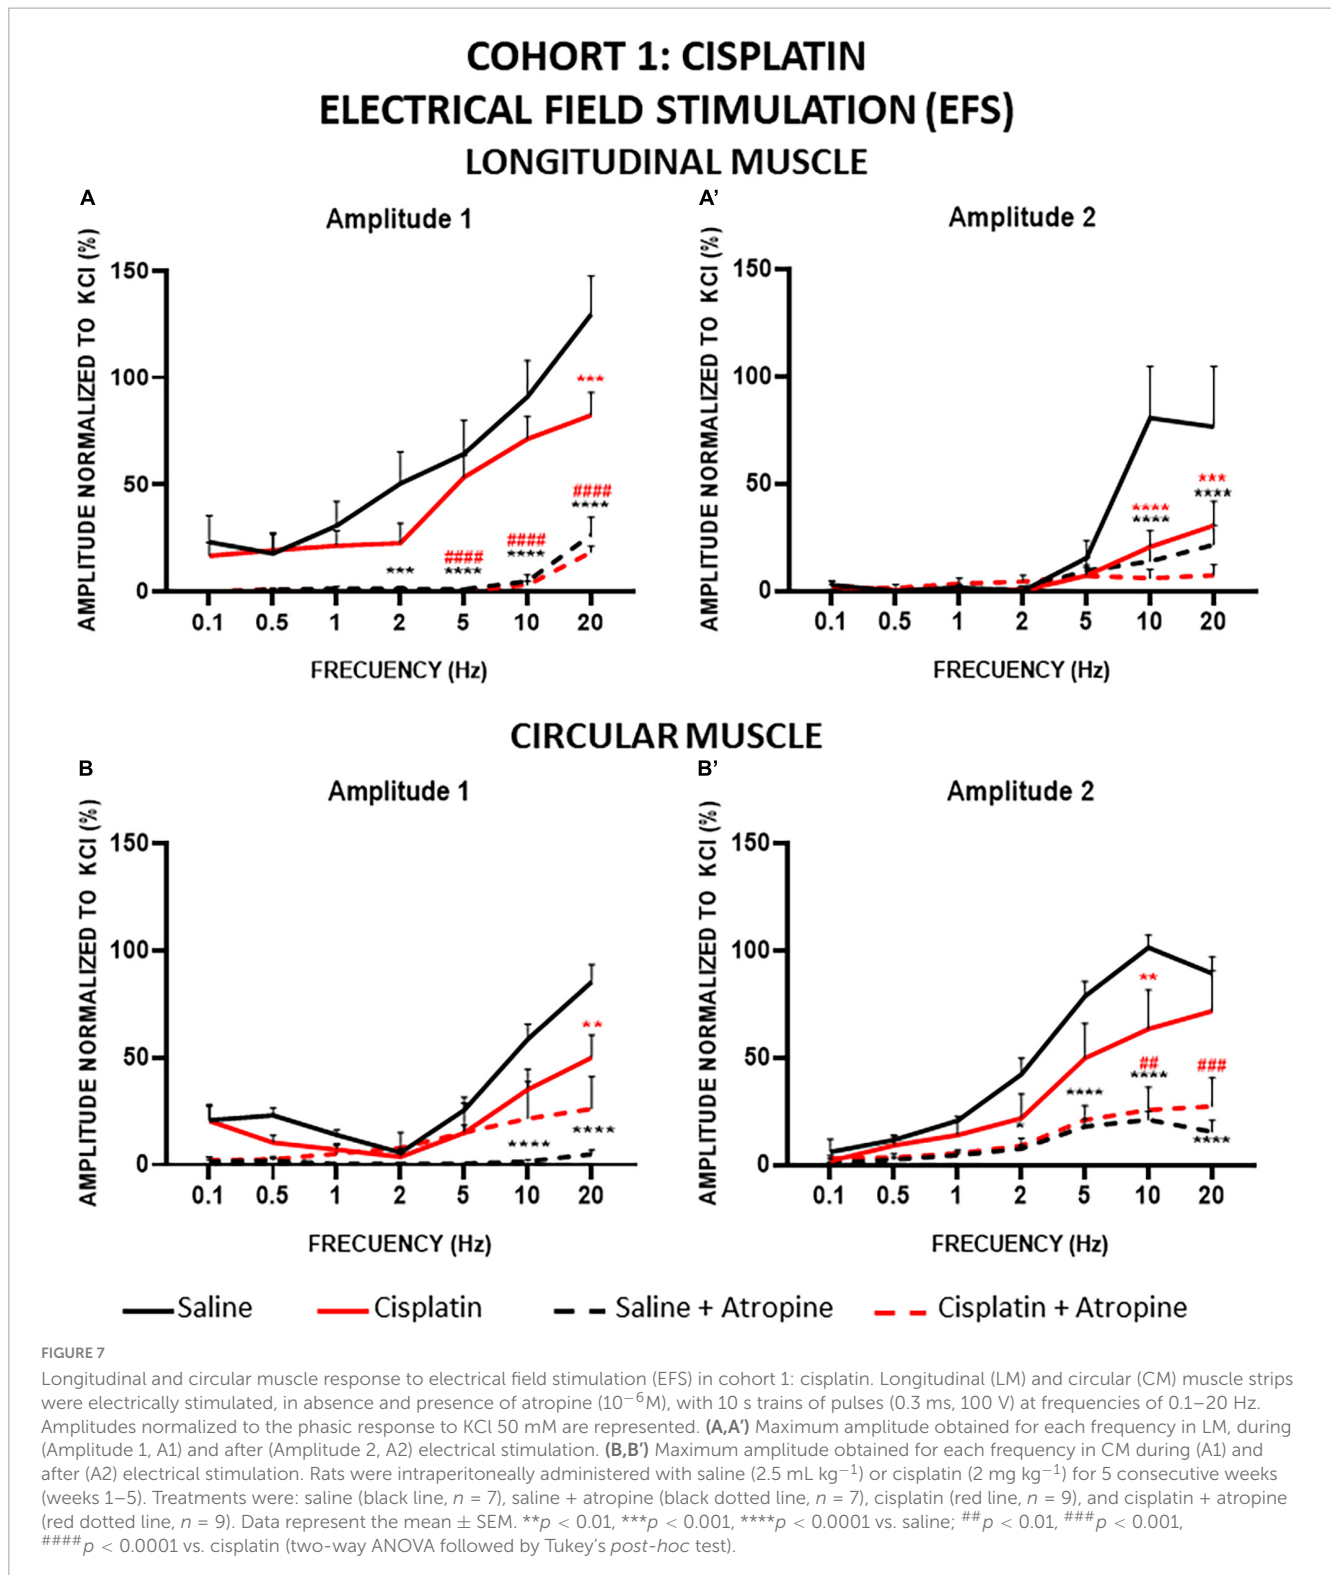 COHORT 1: CISPLATIN
ELECTRICAL FIELD STIMULATION (EFS)
LONGITUDINAL MUSCLE
A
Amplitude 1
AMPLITUDE NORMALIZED TO KCl (%)
150
100
50
0
***
####
****
####
****
***
####
****
0.1 0.5 1 2 5 10 20
FRECUENCY (Hz)
A'
Amplitude 2
AMPLITUDE NORMALIZED TO KCl (%)
150
100
50
0
****
****
***
****
0.1 0.5 1 2 5 10 20
FRECUENCY (Hz)
CIRCULAR MUSCLE
B
Amplitude 1
AMPLITUDE NORMALIZED TO KCl (%)
150
100
50
0
****
**
****
0.1 0.5 1 2 5 10 20
FRECUENCY (Hz)
B'
Amplitude 2
AMPLITUDE NORMALIZED TO KCl (%)
150
100
50
0
*
****
**
##
****
###
****
0.1 0.5 1 2 5 10 20
FRECUENCY (Hz)
Saline Cisplatin Saline + Atropine Cisplatin + Atropine
FIGURE 7
Longitudinal and circular muscle response to electrical field stimulation (EFS) in cohort 1: cisplatin. Longitudinal (LM) and circular (CM) muscle strips
were electrically stimulated, in absence and presence of atropine (10⁻⁶M), with 10 s trains of pulses (0.3 ms, 100 V) at frequencies of 0.1–20 Hz.
Amplitudes normalized to the phasic response to KCl 50 mM are represented. (A,A') Maximum amplitude obtained for each frequency in LM, during
(Amplitude 1, A1) and after (Amplitude 2, A2) electrical stimulation. (B,B') Maximum amplitude obtained for each frequency in CM during (A1) and
after (A2) electrical stimulation. Rats were intraperitoneally administered with saline (2.5 mL kg⁻¹) or cisplatin (2 mg kg⁻¹) for 5 consecutive weeks
(weeks 1–5). Treatments were: saline (black line, n = 7), saline + atropine (black dotted line, n = 7), cisplatin (red line, n = 9), and cisplatin + atropine
(red dotted line, n = 9). Data represent the mean ± SEM. **p < 0.01, ***p < 0.001, ****p < 0.0001 vs. saline; ##p < 0.01, ###p < 0.001,
####p < 0.0001 vs. cisplatin (two-way ANOVA followed by Tukey's post-hoc test).